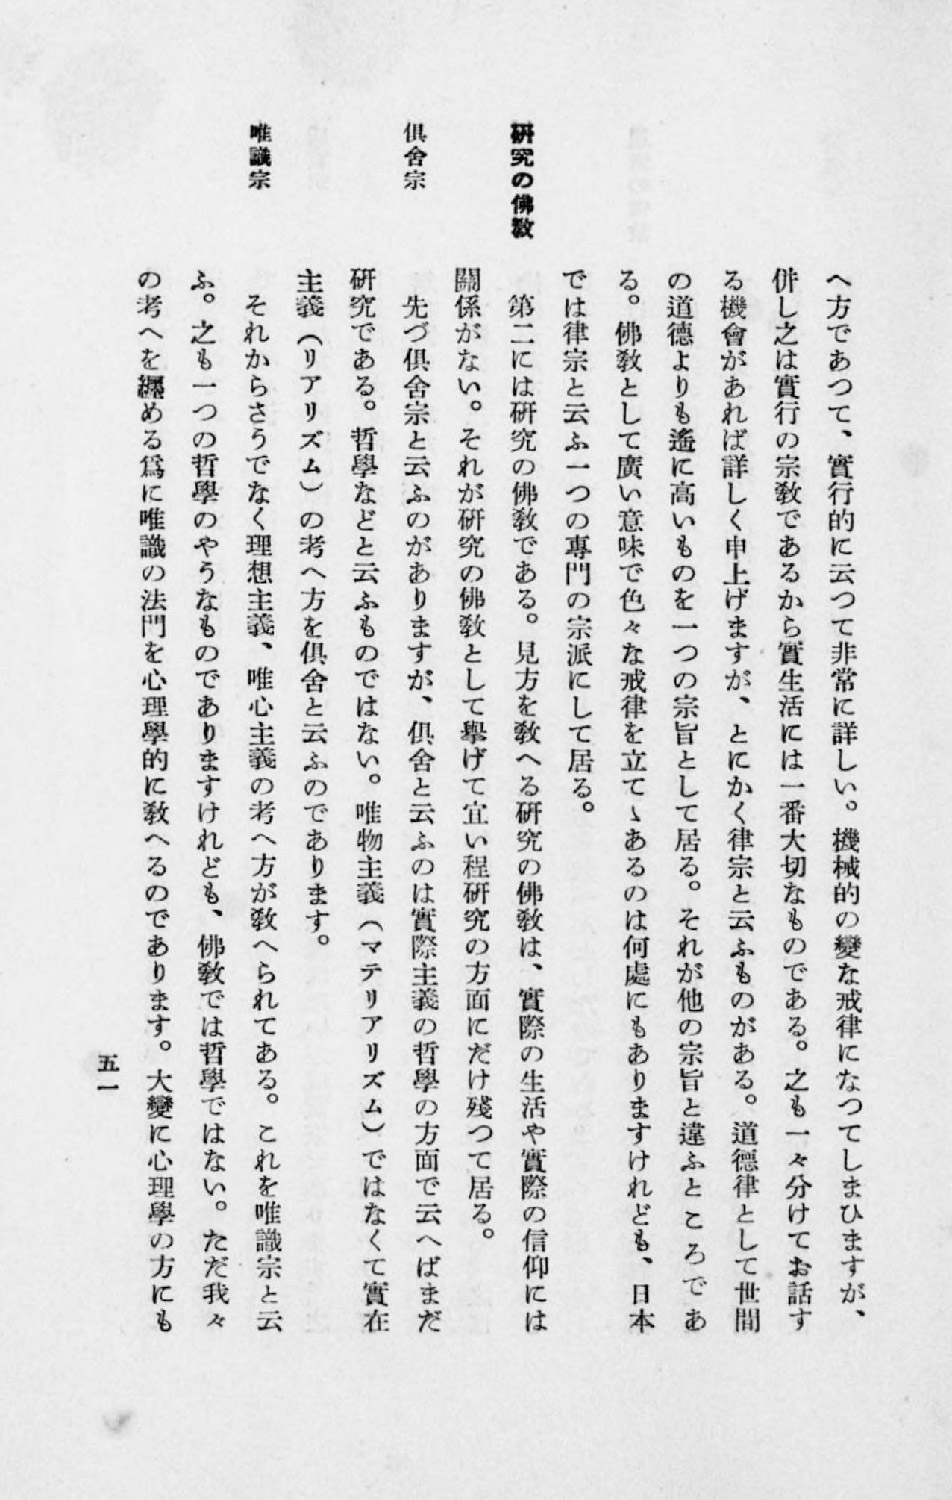 へ方であつて、實行的に云つて非常に詳しい。機械的の變な戒律になつてしまひますが、
併し之は實行の宗教であるから實生活には一番大切なものである。之も一々分けてお話す
る機會があれば詳しく申上げますが、とにかく律宗と云ふものがある。道德律として世間
の道德よりも遙に高いものを一つの宗旨として居る。それが他の宗旨と違ふところであ
る。佛教として廣い意味で色々な戒律を立てゝあるのは何處にもありますけれども、日本
では律宗と云ふ一つの專門の宗派にして居る。
研究の佛教
第二には研究の佛教である。見方を教へる研究の佛教は、實際の生活や實際の信仰には
關係がない。それが研究の佛教として擧げて宜い程研究の方面にだけ殘つて居る。
俱舍宗
先づ俱舍宗と云ふのがありますが、俱舍と云ふのは實際主義の哲學の方面で云へばまだ
研究である。哲學などと云ふものではない。唯物主義（マテリアリズム）ではなくて實在
主義（リアリズム）の考へ方を俱舍と云ふのであります。
唯識宗
それからさうでなく理想主義、唯心主義の考へ方が教へられてある。これを唯識宗と云
ふ。之も一つの哲學のやうなものでありますけれども、佛教では哲學ではない。ただ我々
の考へを纒める爲に唯識の法門を心理學的に教へるのであります。大變に心理學の方にも
五一